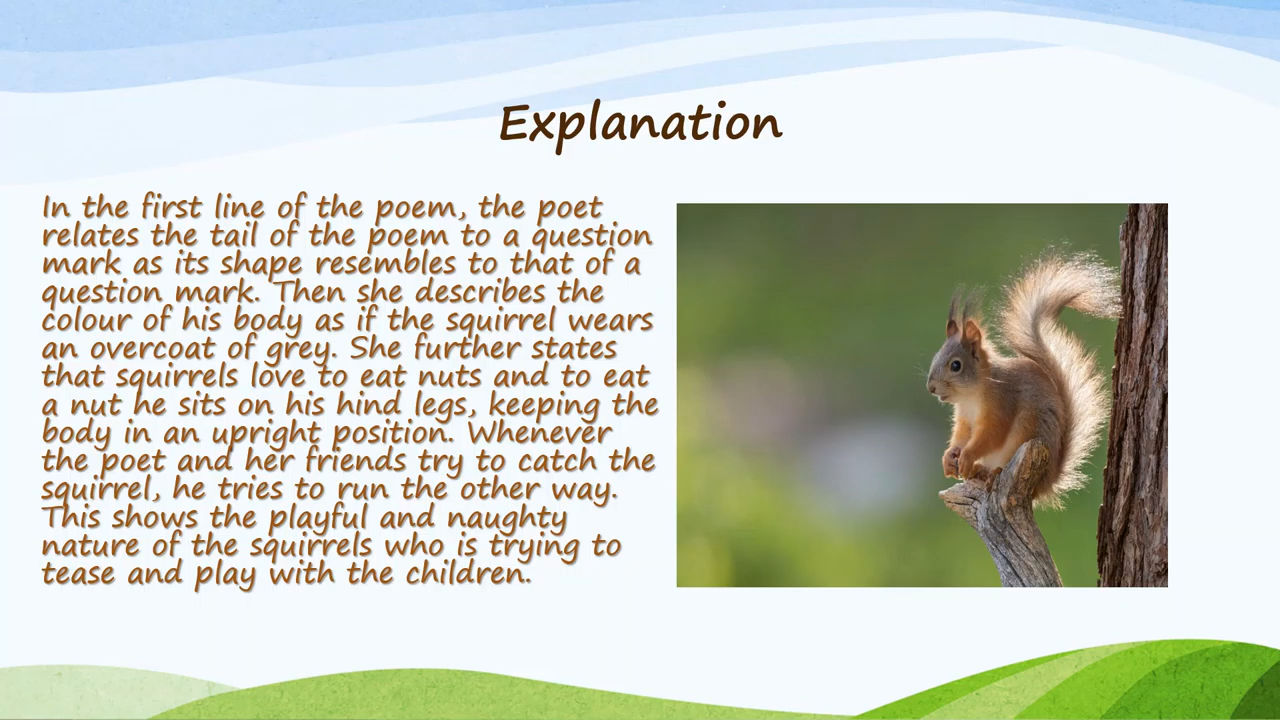 Explanation
In the first line of the poem, the poet
relates the tail of the poem to a question
mark as its shape resembles to that of a
question mark. Then she describes the
colour of his body as if the squirrel wears
an overcoat of grey. She further states
that squirrels love to eat nuts and to eat
a nut he sits on his hind legs, keeping the
body in an upright position. Whenever
the poet and her friends try to catch the
squirrel, he tries to run the other way.
This shows the playful and naughty
nature of the squirrels who is trying to
tease and play with the children.